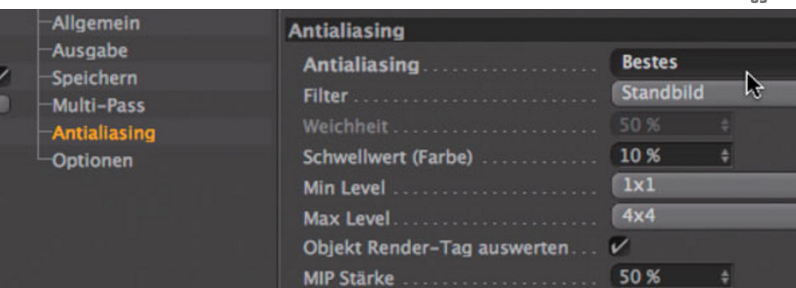 Allgemein
Ausgabe
Speichern
Multi-Pass
Antialiasing
Optionen
Antialiasing
Antialiasing Bestes
Filter Standbild
Weichheit 50 %
Schwellwert (Farbe) 10 %
Min Level 1x1
Max Level 4x4
Objekt Render-Tag auswerten
MIP Stärke 50 %